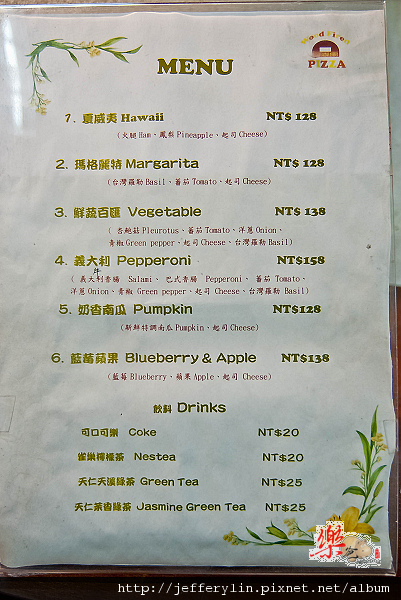 Wood Fired
PIZZA
MENU
1. 夏威夷 Hawaii NT$ 128
(火腿 Ham、鳳梨 Pineapple、起司 Cheese)
2. 瑪格麗特 Margarita NT$ 128
(台灣羅勒 Basil、蕃茄 Tomato、起司 Cheese)
3. 鮮蔬百匯 Vegetable NT$ 138
(杏鮑菇 Pleurotus、蕃茄 Tomato、洋蔥 Onion、
青椒 Green pepper、起司 Cheese、台灣羅勒 Basil)
4. 義大利 Pepperoni NT$158
(義大利香腸 Salami、巴式香腸 Pepperoni、蕃茄 Tomato、
洋蔥 Onion、青椒 Green pepper、起司 Cheese、台灣羅勒 Basil)
5. 奶香南瓜 Pumpkin NT$128
(新鮮特調南瓜 Pumpkin、起司 Cheese)
6. 藍莓蘋果 Blueberry & Apple NT$138
(藍莓 Blueberry、蘋果 Apple、起司 Cheese)
飲料 Drinks
可口可樂 Coke NT$20
雀巢檸檬茶 Nestea NT$20
天仁天溪綠茶 Green Tea NT$25
天仁茉香綠茶 Jasmine Green Tea NT$25
樂
http://jefferylin.pixnet.net/album